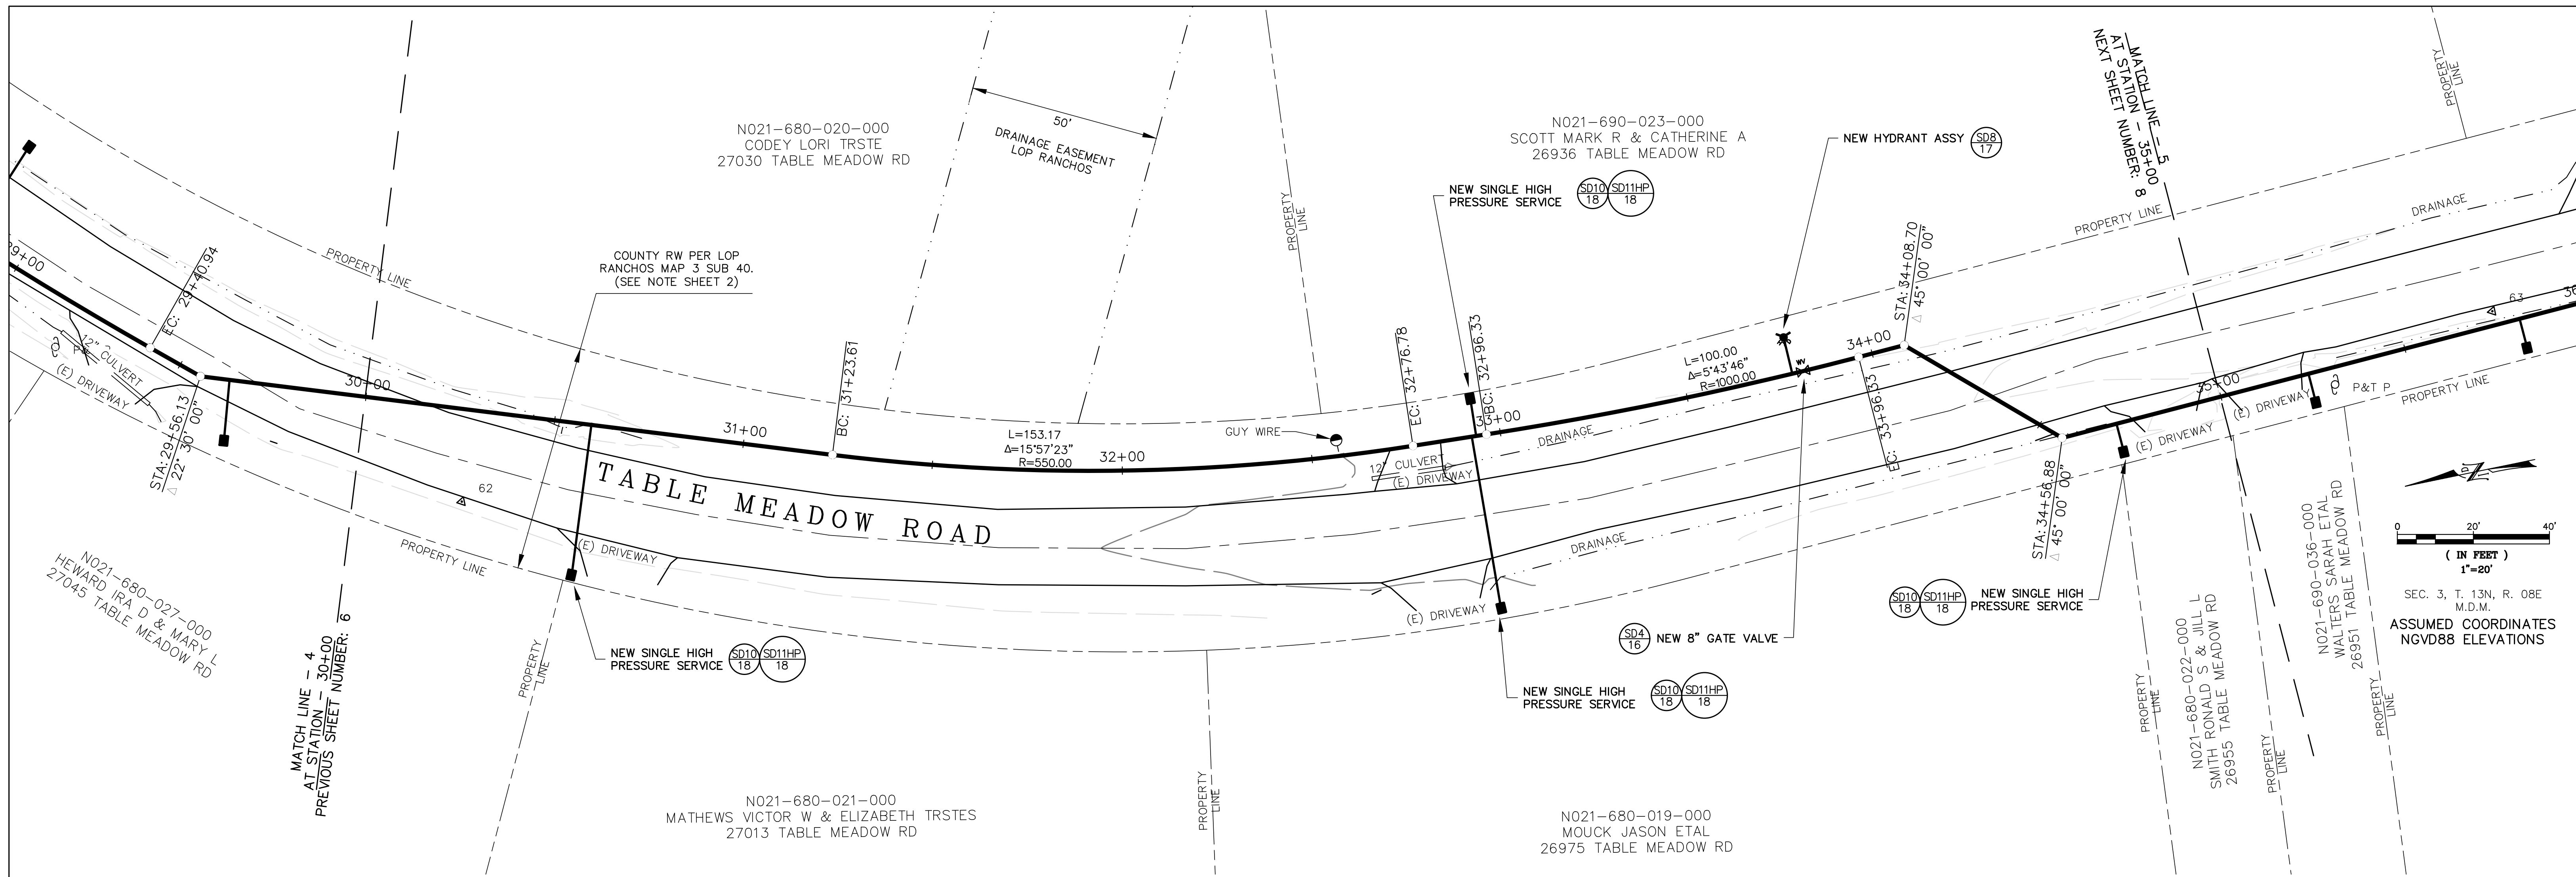 N021-680-020-000
CODEY LORI TRSTE
27030 TABLE MEADOW RD
50'
DRAINAGE EASEMENT
LOP RANCHOS
N021-690-023-000
SCOTT MARK R & CATHERINE A
26936 TABLE MEADOW RD
NEW HYDRANT ASSY
SD8
17
NEW SINGLE HIGH
PRESSURE SERVICE
SD10
18
SD11HP
18
MATCH LINE - 5
AT STATION - 35+00
NEXT SHEET NUMBER: 8
PROPERTY
LINE
PROPERTY
LINE
PROPERTY LINE
PROPERTY LINE
DRAINAGE
COUNTY RW PER LOP
RANCHOS MAP 3 SUB 40.
(SEE NOTE SHEET 2)
29+00
EC: 29+40.94
12" CULVERT
(E) DRIVEWAY
STA: 29+56.13
△ 22° 30' 00"
30+00
31+00
BC: 31+23.61
L=153.17
Δ=15°57'23"
R=550.00
32+00
GUY WIRE
EC: 32+76.78
BC: 32+96.33
33+00
12" CULVERT
(E) DRIVEWAY
DRAINAGE
L=100.00
Δ=5°43'46"
R=1000.00
WV
34+00
EC: 33+96.33
STA: 34+08.70
△ 45° 00' 00"
STA: 34+56.88
△ 45° 00' 00"
35+00
(E) DRIVEWAY
(E) DRIVEWAY
P&T P
PROPERTY LINE
63
36
62
TABLE MEADOW ROAD
(E) DRIVEWAY
PROPERTY LINE
DRAINAGE
(E) DRIVEWAY
N021-680-027-000
HEWARD IRA D & MARY L
27045 TABLE MEADOW RD
MATCH LINE - 4
AT STATION - 30+00
PREVIOUS SHEET NUMBER: 6
PROPERTY
LINE
NEW SINGLE HIGH
PRESSURE SERVICE
SD10
18
SD11HP
18
SD4
16
NEW 8" GATE VALVE
NEW SINGLE HIGH
PRESSURE SERVICE
SD10
18
SD11HP
18
SD10
18
SD11HP
18
NEW SINGLE HIGH
PRESSURE SERVICE
N021-680-021-000
MATHEWS VICTOR W & ELIZABETH TRSTES
27013 TABLE MEADOW RD
PROPERTY
LINE
N021-680-019-000
MOUCK JASON ETAL
26975 TABLE MEADOW RD
PROPERTY
LINE
N021-680-022-000
SMITH RONALD S & JILL L
26955 TABLE MEADOW RD
PROPERTY
LINE
N021-690-036-000
WALTERS SARAH ETAL
26951 TABLE MEADOW RD
PROPERTY
LINE
N
0 20' 40'
( IN FEET )
1"=20'
SEC. 3, T. 13N, R. 08E
M.D.M.
ASSUMED COORDINATES
NGVD88 ELEVATIONS